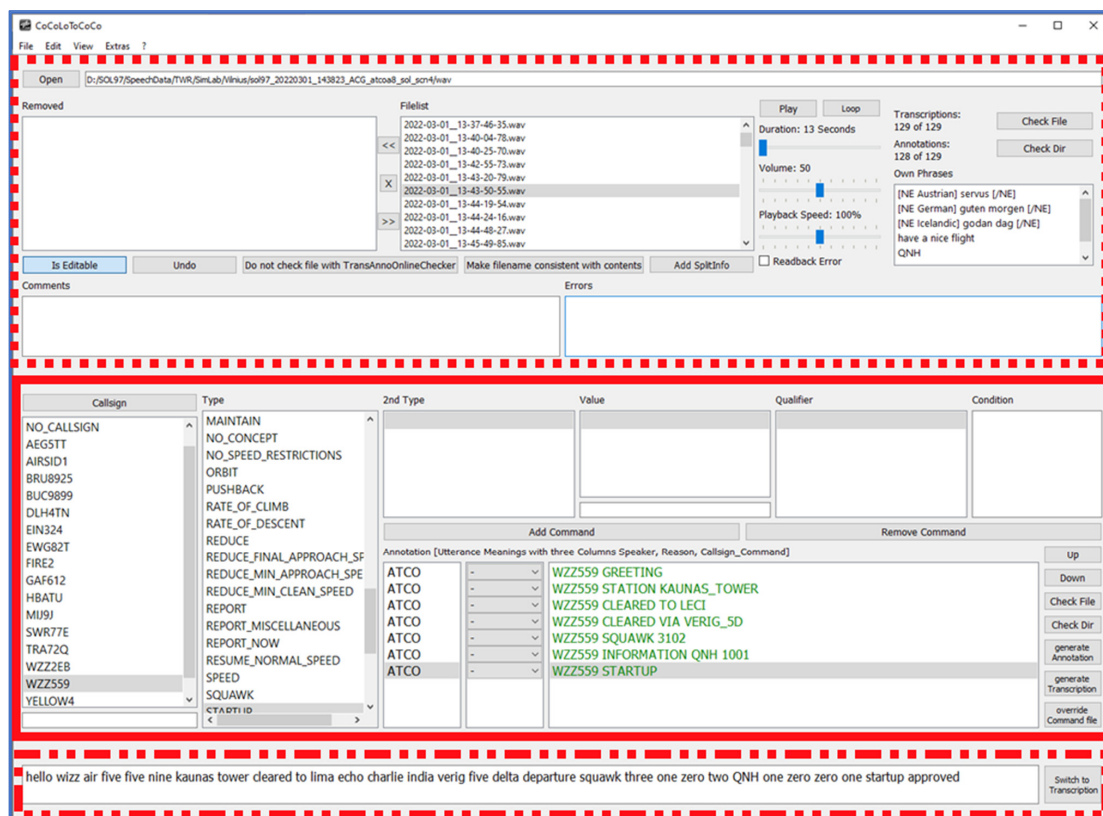 CoCoLoToCoCo
File Edit View Extras ?
Open D:/SOL97/SpeechData/TWR/SimLab/Vilnius/sol97_20220301_143823_ACG_atcoa8_sol_scn4/wav
Removed
<<
X
>>
Filelist
2022-03-01__13-37-46-35.wav
2022-03-01__13-40-04-78.wav
2022-03-01__13-40-25-70.wav
2022-03-01__13-42-55-73.wav
2022-03-01__13-43-20-79.wav
2022-03-01__13-43-50-55.wav
2022-03-01__13-44-19-54.wav
2022-03-01__13-44-24-16.wav
2022-03-01__13-44-48-27.wav
2022-03-01__13-45-49-85.wav
Play Loop
Duration: 13 Seconds
Volume: 50
Playback Speed: 100%
Readback Error
Transcriptions:
129 of 129
Check File
Annotations:
128 of 129
Check Dir
Own Phrases
[NE Austrian] servus [/NE]
[NE German] guten morgen [/NE]
[NE Icelandic] godan dag [/NE]
have a nice flight
QNH
Is Editable Undo Do not check file with TransAnnoOnlineChecker Make filename consistent with contents Add SplitInfo
Comments Errors
Callsign
NO_CALLSIGN
AEG5TT
AIRSID1
BRU8925
BUC9899
DLH4TN
EIN324
EWG82T
FIRE2
GAF612
HBATU
MIJ9J
SWR77E
TRA72Q
WZZ2EB
WZZ559
YELLOW4
Type
MAINTAIN
NO_CONCEPT
NO_SPEED_RESTRICTIONS
ORBIT
PUSHBACK
RATE_OF_CLIMB
RATE_OF_DESCENT
REDUCE
REDUCE_FINAL_APPROACH_SP
REDUCE_MIN_APPROACH_SPE
REDUCE_MIN_CLEAN_SPEED
REPORT
REPORT_MISCELLANEOUS
REPORT_NOW
RESUME_NORMAL_SPEED
SPEED
SQUAWK
STARTUP
2nd Type Value Qualifier Condition
Add Command Remove Command
Annotation [Utterance Meanings with three Columns Speaker, Reason, Callsign_Command]
ATCO - WZZ559 GREETING
ATCO - WZZ559 STATION KAUNAS_TOWER
ATCO - WZZ559 CLEARED TO LECI
ATCO - WZZ559 CLEARED VIA VERIG_5D
ATCO - WZZ559 SQUAWK 3102
ATCO - WZZ559 INFORMATION QNH 1001
ATCO - WZZ559 STARTUP
Up
Down
Check File
Check Dir
generate
Annotation
generate
Transcription
override
Command file
hello wizz air five five nine kaunas tower cleared to lima echo charlie india verig five delta departure squawk three one zero two QNH one zero zero one startup approved
Switch to
Transcription